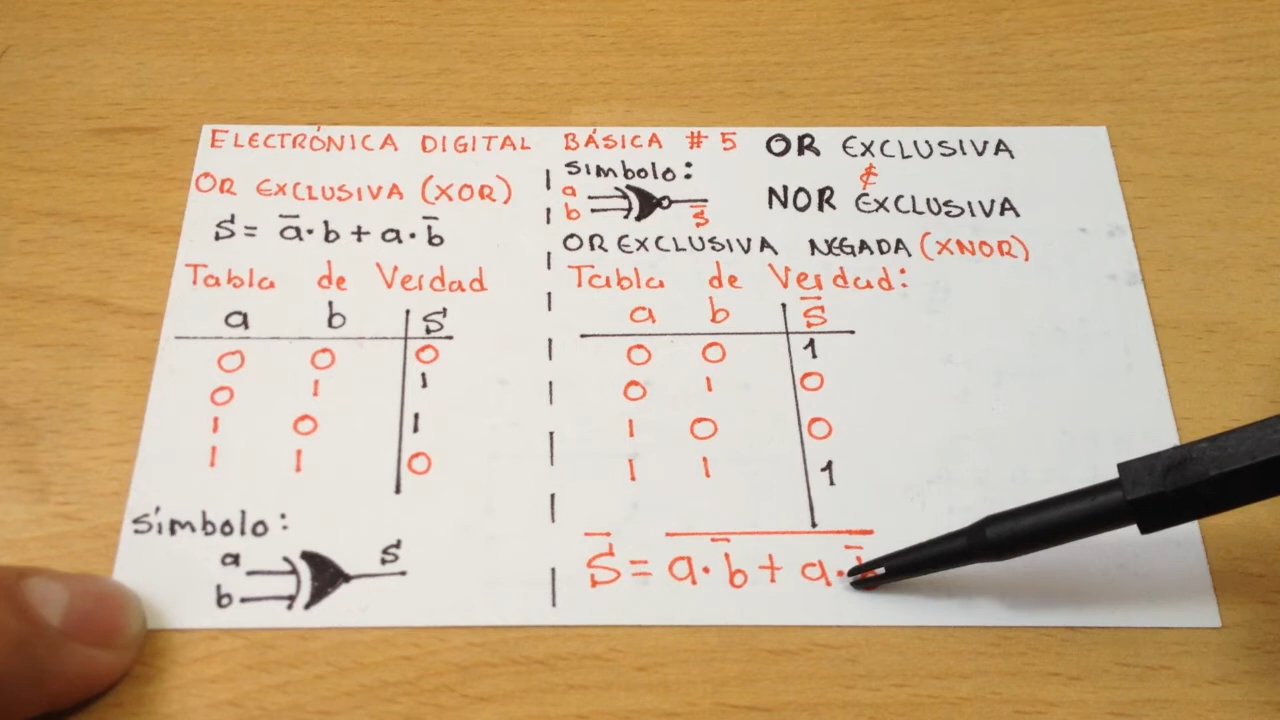 ELECTRÓNICA DIGITAL BÁSICA # 5
OR EXCLUSIVA
&
NOR EXCLUSIVA
OR EXCLUSIVA (XOR)
S = a̅·b + a·b̅
Tabla de Verdad
a b S
0 0 0
0 1 1
1 0 1
1 1 0
Símbolo:
a
b
S
Símbolo:
a
b
S̅
OR EXCLUSIVA NEGADA (XNOR)
Tabla de Verdad:
a b S̅
0 0 1
0 1 0
1 0 0
1 1 1
S̅ = a·b̅ + a·